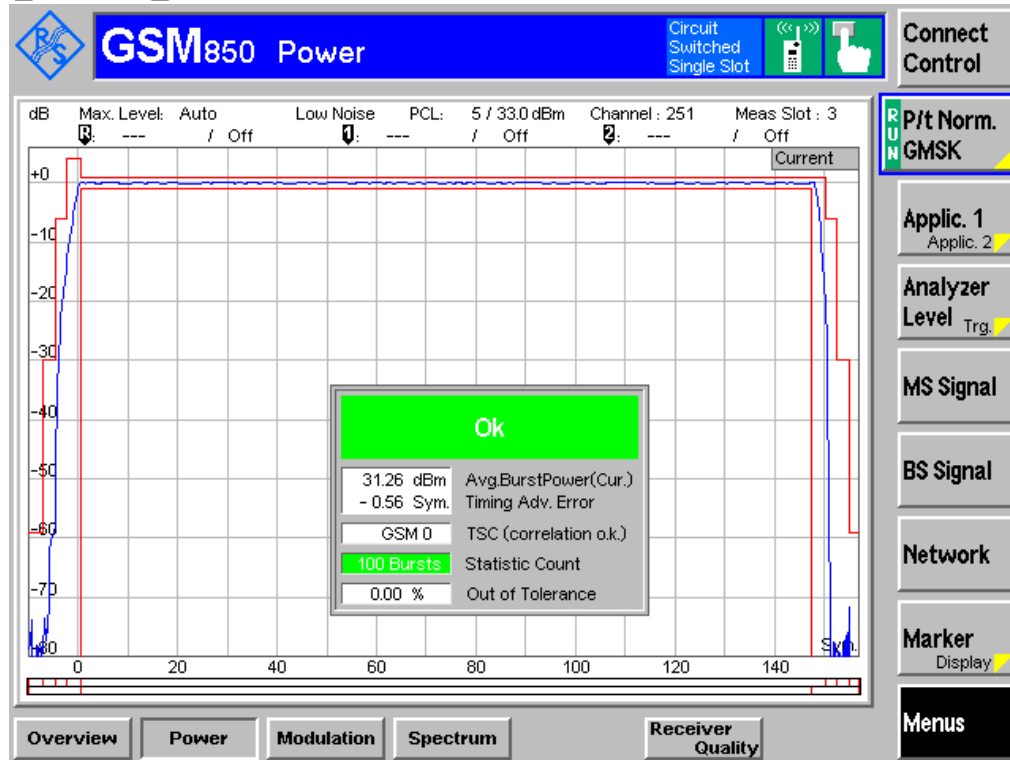 R&S
GSM850 Power
Circuit
Switched
Single Slot
Connect
Control
dB Max. Level: Auto Low Noise PCL: 5 / 33.0 dBm Channel : 251 Meas Slot : 3
R: --- / Off 1: --- / Off 2: --- / Off
Current
RUN
P/t Norm.
GMSK
Applic. 1
Applic. 2
Analyzer
Level Trg.
MS Signal
BS Signal
Network
Marker
Display
Menus
+0
-10
-20
-30
-40
-50
-60
-70
-80
Ok
31.26 dBm Avg.BurstPower(Cur.)
- 0.56 Sym. Timing Adv. Error
GSM 0 TSC (correlation o.k.)
100 Bursts Statistic Count
0.00 % Out of Tolerance
Sym.
0 20 40 60 80 100 120 140
Overview Power Modulation Spectrum Receiver
Quality